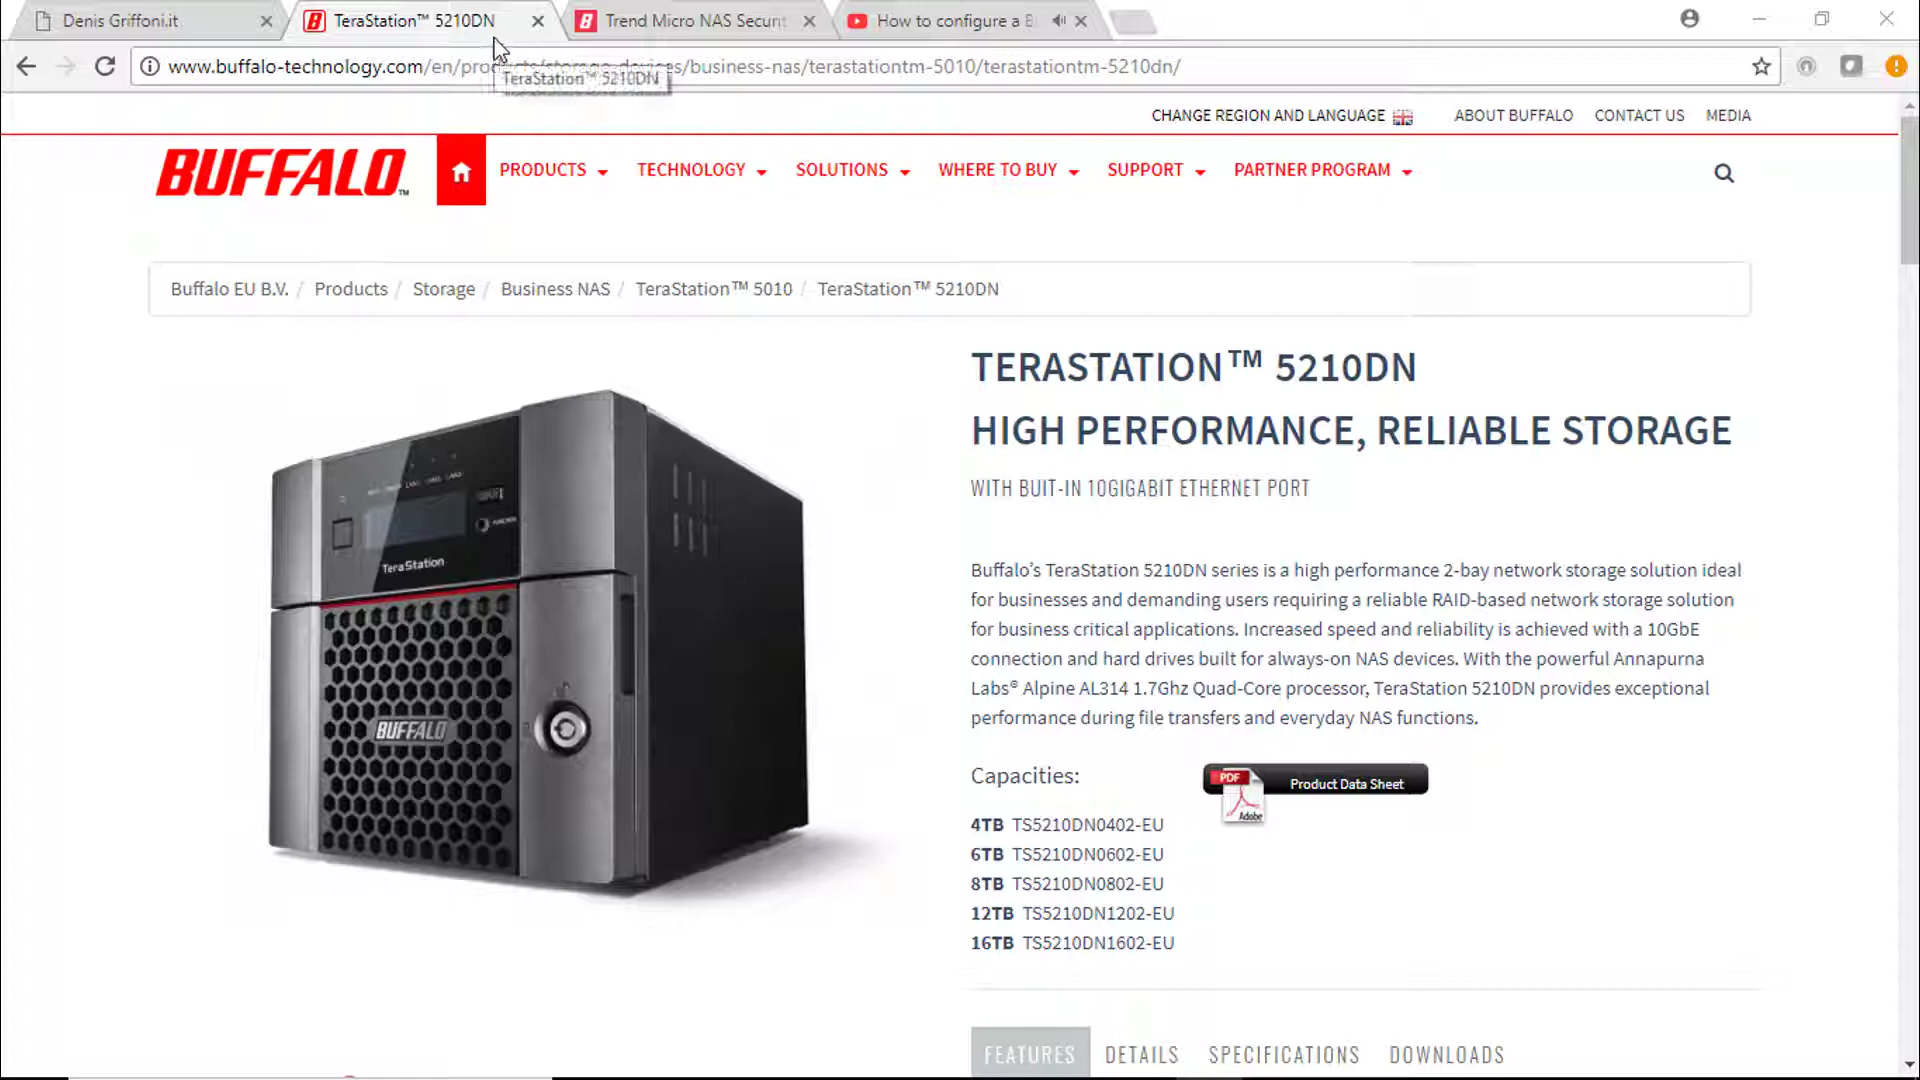 Denis Griffoni.it
TeraStation™ 5210DN
Trend Micro NAS Securit
How to configure a B
www.buffalo-technology.com/en/products/storage-devices/business-nas/terastationtm-5010/terastationtm-5210dn/
TeraStation™ 5210DN
CHANGE REGION AND LANGUAGE
ABOUT BUFFALO
CONTACT US
MEDIA
BUFFALO™
PRODUCTS
TECHNOLOGY
SOLUTIONS
WHERE TO BUY
SUPPORT
PARTNER PROGRAM
Buffalo EU B.V. / Products / Storage / Business NAS / TeraStation™ 5010 / TeraStation™ 5210DN
TeraStation
BUFFALO
TERASTATION™ 5210DN
HIGH PERFORMANCE, RELIABLE STORAGE
WITH BUIT-IN 10GIGABIT ETHERNET PORT
Buffalo’s TeraStation 5210DN series is a high performance 2-bay network storage solution ideal
for businesses and demanding users requiring a reliable RAID-based network storage solution
for business critical applications. Increased speed and reliability is achieved with a 10GbE
connection and hard drives built for always-on NAS devices. With the powerful Annapurna
Labs® Alpine AL314 1.7Ghz Quad-Core processor, TeraStation 5210DN provides exceptional
performance during file transfers and everyday NAS functions.
Capacities:
PDF
Adobe
Product Data Sheet
4TB TS5210DN0402-EU
6TB TS5210DN0602-EU
8TB TS5210DN0802-EU
12TB TS5210DN1202-EU
16TB TS5210DN1602-EU
FEATURES
DETAILS
SPECIFICATIONS
DOWNLOADS